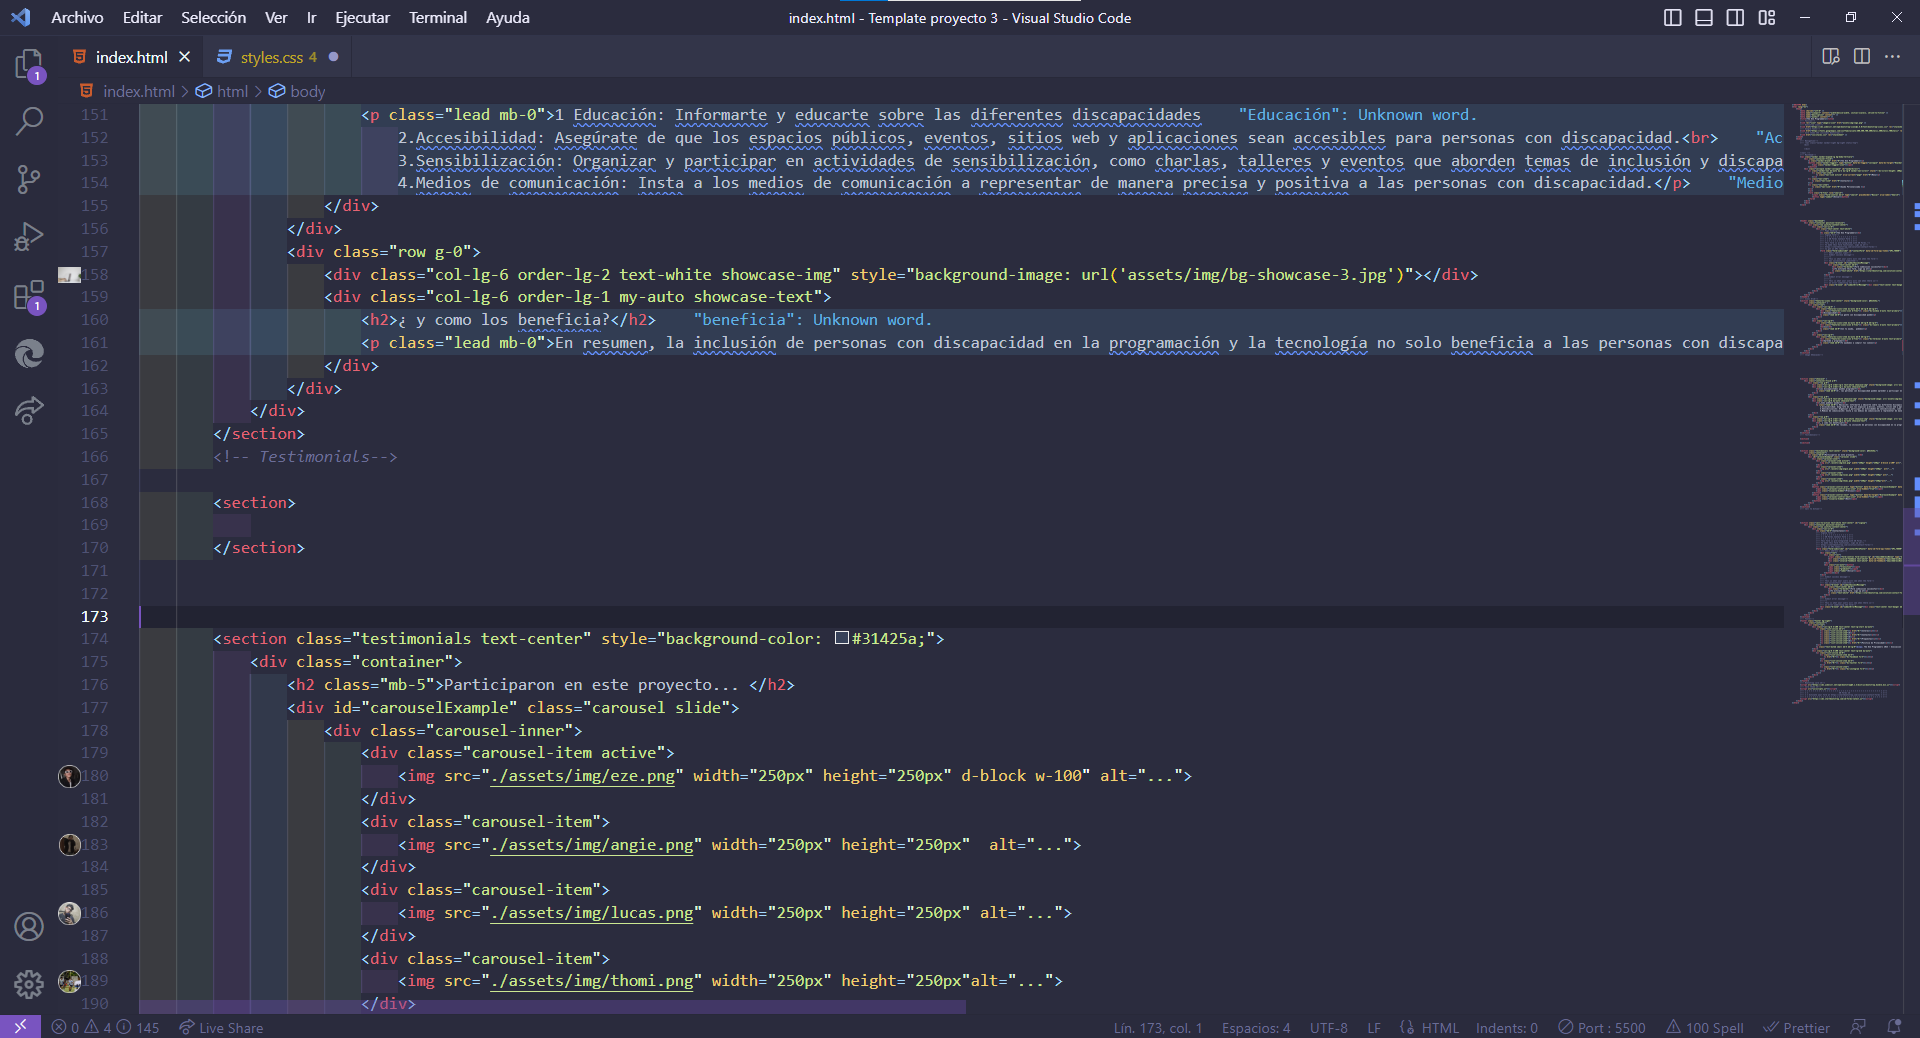 Archivo Editar Selección Ver Ir Ejecutar Terminal Ayuda
index.html - Template proyecto 3 - Visual Studio Code
index.html styles.css 4
index.html > html > body
151 <p class="lead mb-0">1 Educación: Informarte y educarte sobre las diferentes discapacidades "Educación": Unknown word.
152 2.Accesibilidad: Asegúrate de que los espacios públicos, eventos, sitios web y aplicaciones sean accesibles para personas con discapacidad.<br> "Ac
153 3.Sensibilización: Organizar y participar en actividades de sensibilización, como charlas, talleres y eventos que aborden temas de inclusión y discapa
154 4.Medios de comunicación: Insta a los medios de comunicación a representar de manera precisa y positiva a las personas con discapacidad.</p> "Medio
155 </div>
156 </div>
157 <div class="row g-0">
158 <div class="col-lg-6 order-lg-2 text-white showcase-img" style="background-image: url('assets/img/bg-showcase-3.jpg')"></div>
159 <div class="col-lg-6 order-lg-1 my-auto showcase-text">
160 <h2>¿ y como los beneficia?</h2> "beneficia": Unknown word.
161 <p class="lead mb-0">En resumen, la inclusión de personas con discapacidad en la programación y la tecnología no solo beneficia a las personas con discapa
162 </div>
163 </div>
164 </div>
165 </section>
166 <!-- Testimonials-->
167
168 <section>
169
170 </section>
171
172
173
174 <section class="testimonials text-center" style="background-color: #31425a;">
175 <div class="container">
176 <h2 class="mb-5">Participaron en este proyecto... </h2>
177 <div id="carouselExample" class="carousel slide">
178 <div class="carousel-inner">
179 <div class="carousel-item active">
180 <img src="./assets/img/eze.png" width="250px" height="250px" d-block w-100" alt="...">
181 </div>
182 <div class="carousel-item">
183 <img src="./assets/img/angie.png" width="250px" height="250px"  alt="...">
184 </div>
185 <div class="carousel-item">
186 <img src="./assets/img/lucas.png" width="250px" height="250px" alt="...">
187 </div>
188 <div class="carousel-item">
189 <img src="./assets/img/thomi.png" width="250px" height="250px"alt="...">
190 </div>
1
1
0 4 145 Live Share Lín. 173, col. 1 Espacios: 4 UTF-8 LF HTML Indents: 0 Port : 5500 100 Spell Prettier